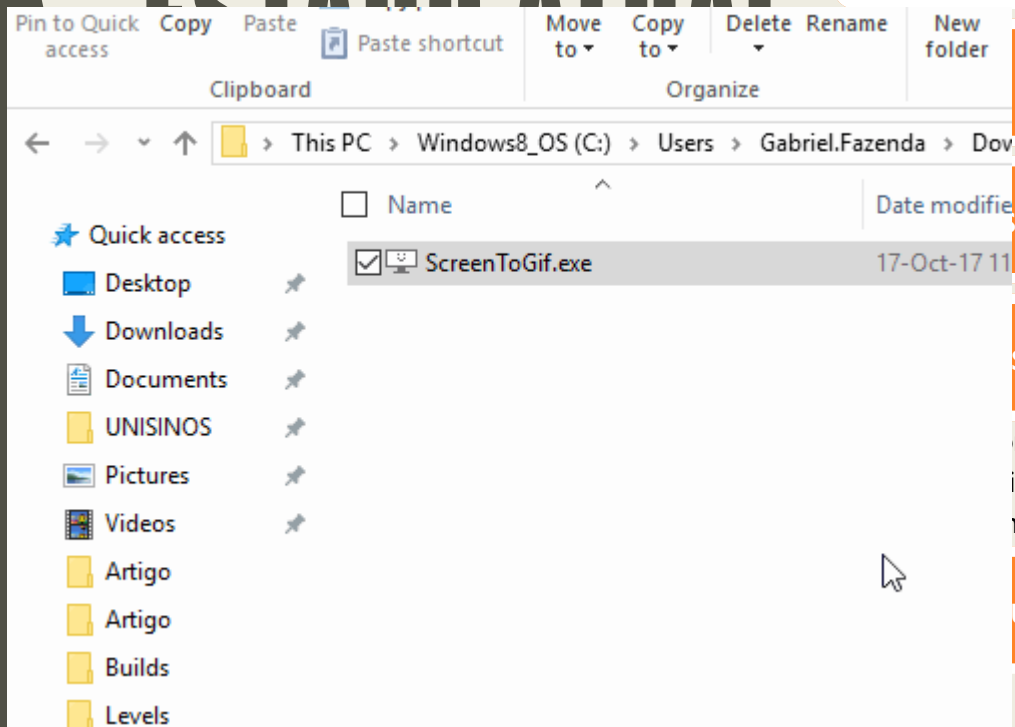 Pin to Quick access
Copy
Paste
Paste shortcut
Move to
Copy to
Delete
Rename
New folder
Clipboard
Organize
This PC > Windows8_OS (C:) > Users > Gabriel.Fazenda >
Name
Quick access
ScreenToGif.exe
17-Oct-17 11
Desktop
Downloads
Documents
UNISINOS
Pictures
Videos
Artigo
Artigo
Builds
Levels